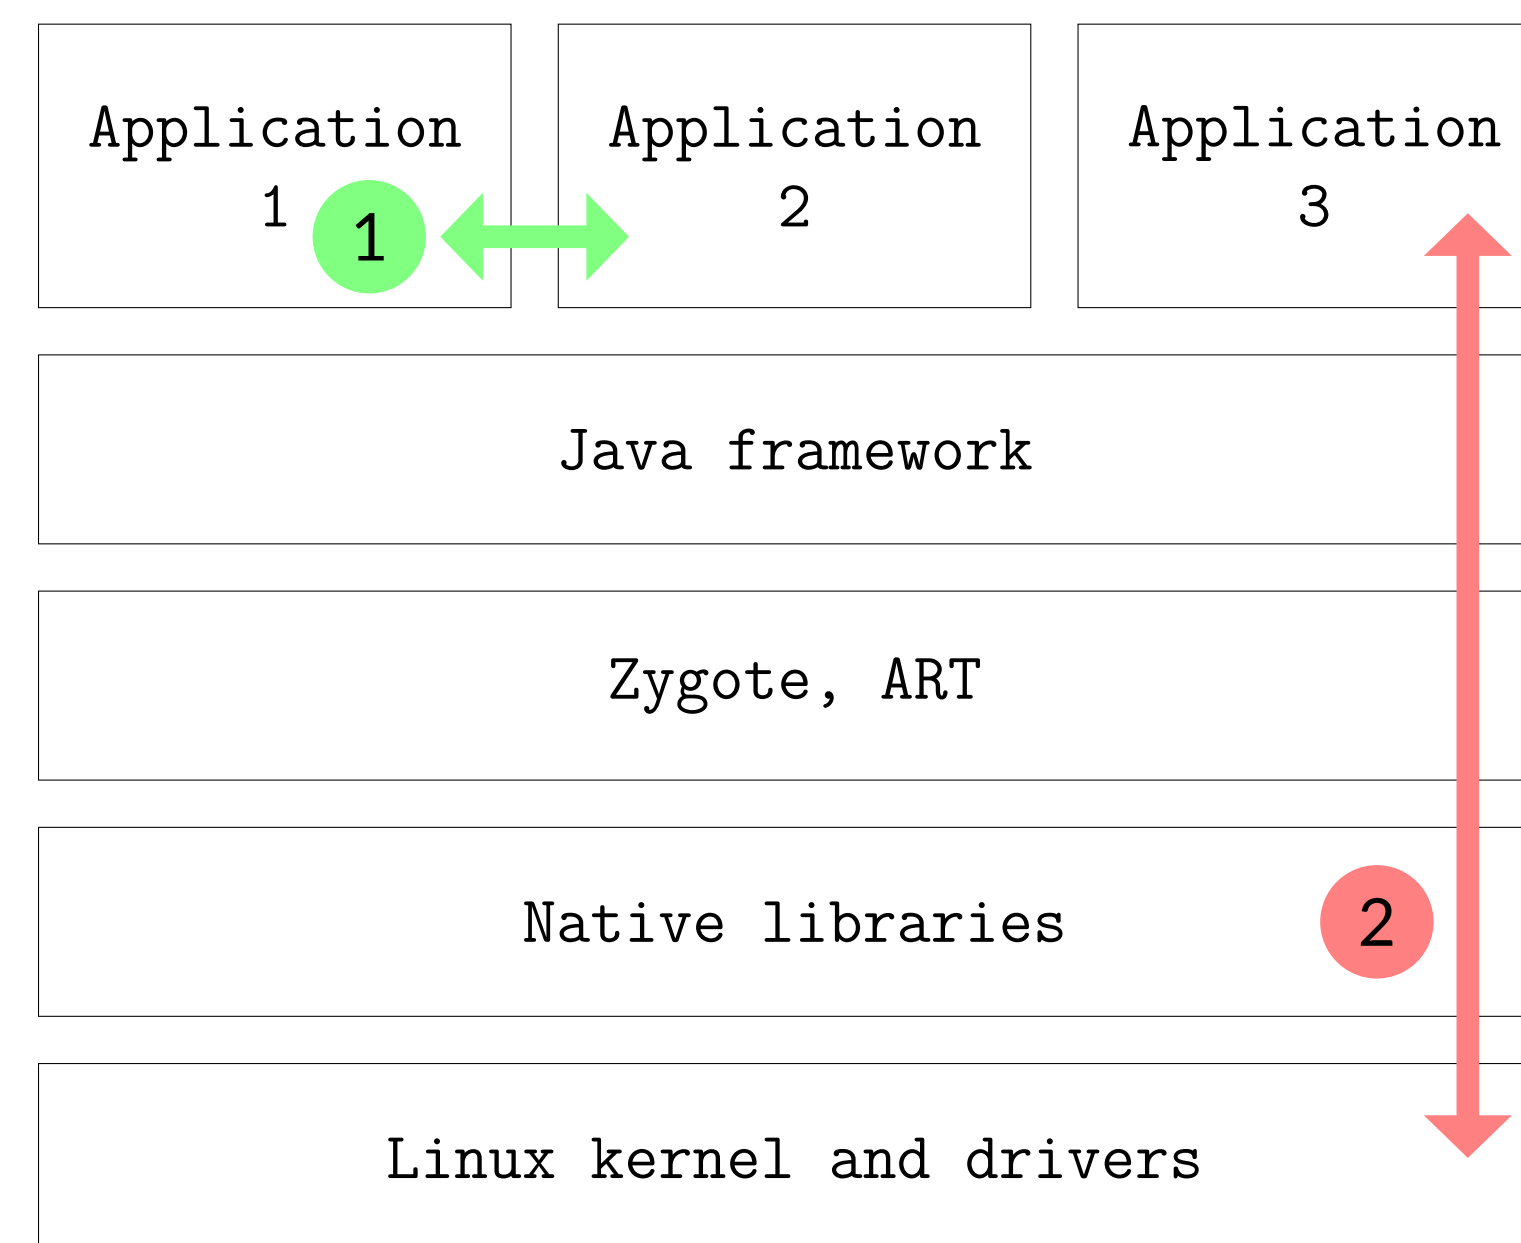 Application
1
1
Application
2
Application
3
Java framework
Zygote, ART
Native libraries
2
Linux kernel and drivers